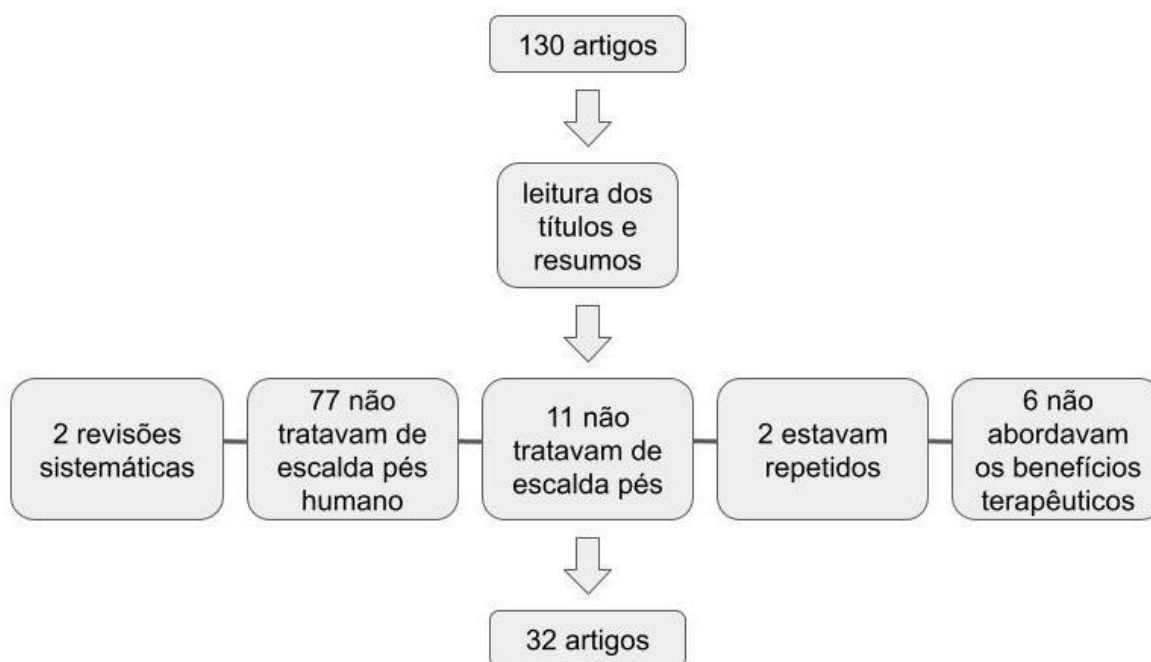 130 artigos
leitura dos
títulos e
resumos
2 revisões
sistemáticas
77 não
tratavam de
escalda pés
humano
11 não
tratavam de
escalda pés
2 estavam
repetidos
6 não
abordavam
os benefícios
terapêuticos
32 artigos